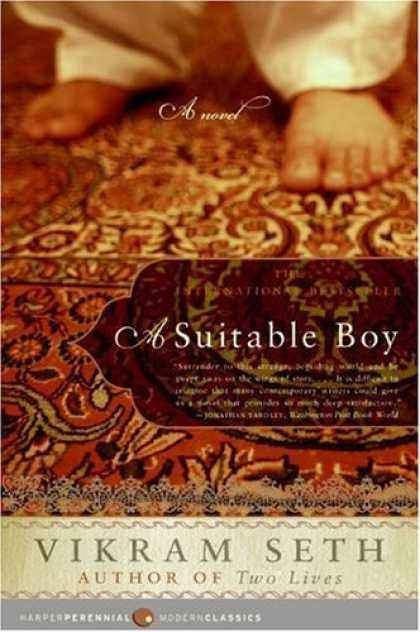 A novel
THE
INTERNATIONAL BESTSELLER
A Suitable Boy
"Surrender to this strange, beguiling world and be
swept away on the wings of story. . . . It is difficult to
imagine that many contemporary writers could give
us a novel that provides so much deep satisfaction."
—JONATHAN YARDLEY, Washington Post Book World
VIKRAM SETH
AUTHOR OF Two Lives
HARPERPERENNIAL MODERNCLASSICS